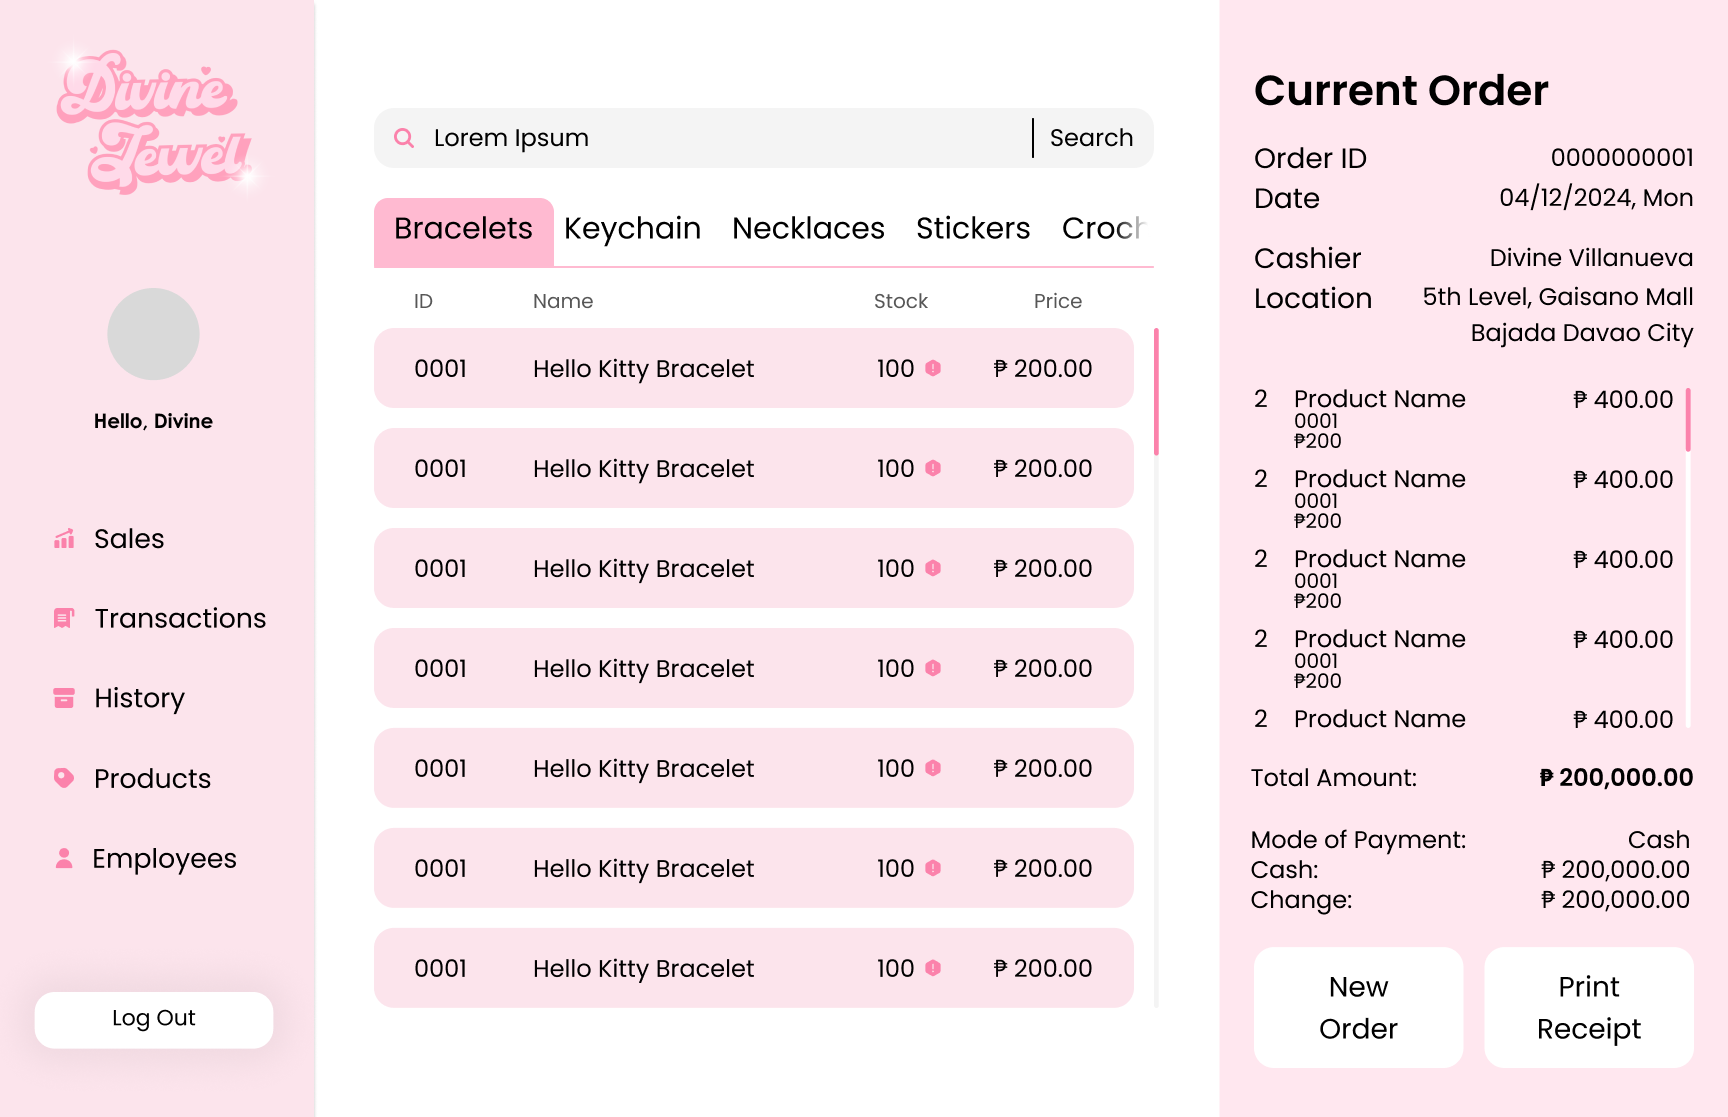 Divine
Jewel
Hello, Divine
Sales
Transactions
History
Products
Employees
Log Out
Lorem Ipsum Search
Bracelets Keychain Necklaces Stickers Croch
ID Name Stock Price
0001 Hello Kitty Bracelet 100 ₱ 200.00
0001 Hello Kitty Bracelet 100 ₱ 200.00
0001 Hello Kitty Bracelet 100 ₱ 200.00
0001 Hello Kitty Bracelet 100 ₱ 200.00
0001 Hello Kitty Bracelet 100 ₱ 200.00
0001 Hello Kitty Bracelet 100 ₱ 200.00
0001 Hello Kitty Bracelet 100 ₱ 200.00
Current Order
Order ID 0000000001
Date 04/12/2024, Mon
Cashier Divine Villanueva
Location 5th Level, Gaisano Mall
Bajada Davao City
2 Product Name ₱ 400.00
0001
₱200
2 Product Name ₱ 400.00
0001
₱200
2 Product Name ₱ 400.00
0001
₱200
2 Product Name ₱ 400.00
0001
₱200
2 Product Name ₱ 400.00
Total Amount: ₱ 200,000.00
Mode of Payment: Cash
Cash: ₱ 200,000.00
Change: ₱ 200,000.00
New
Order
Print
Receipt